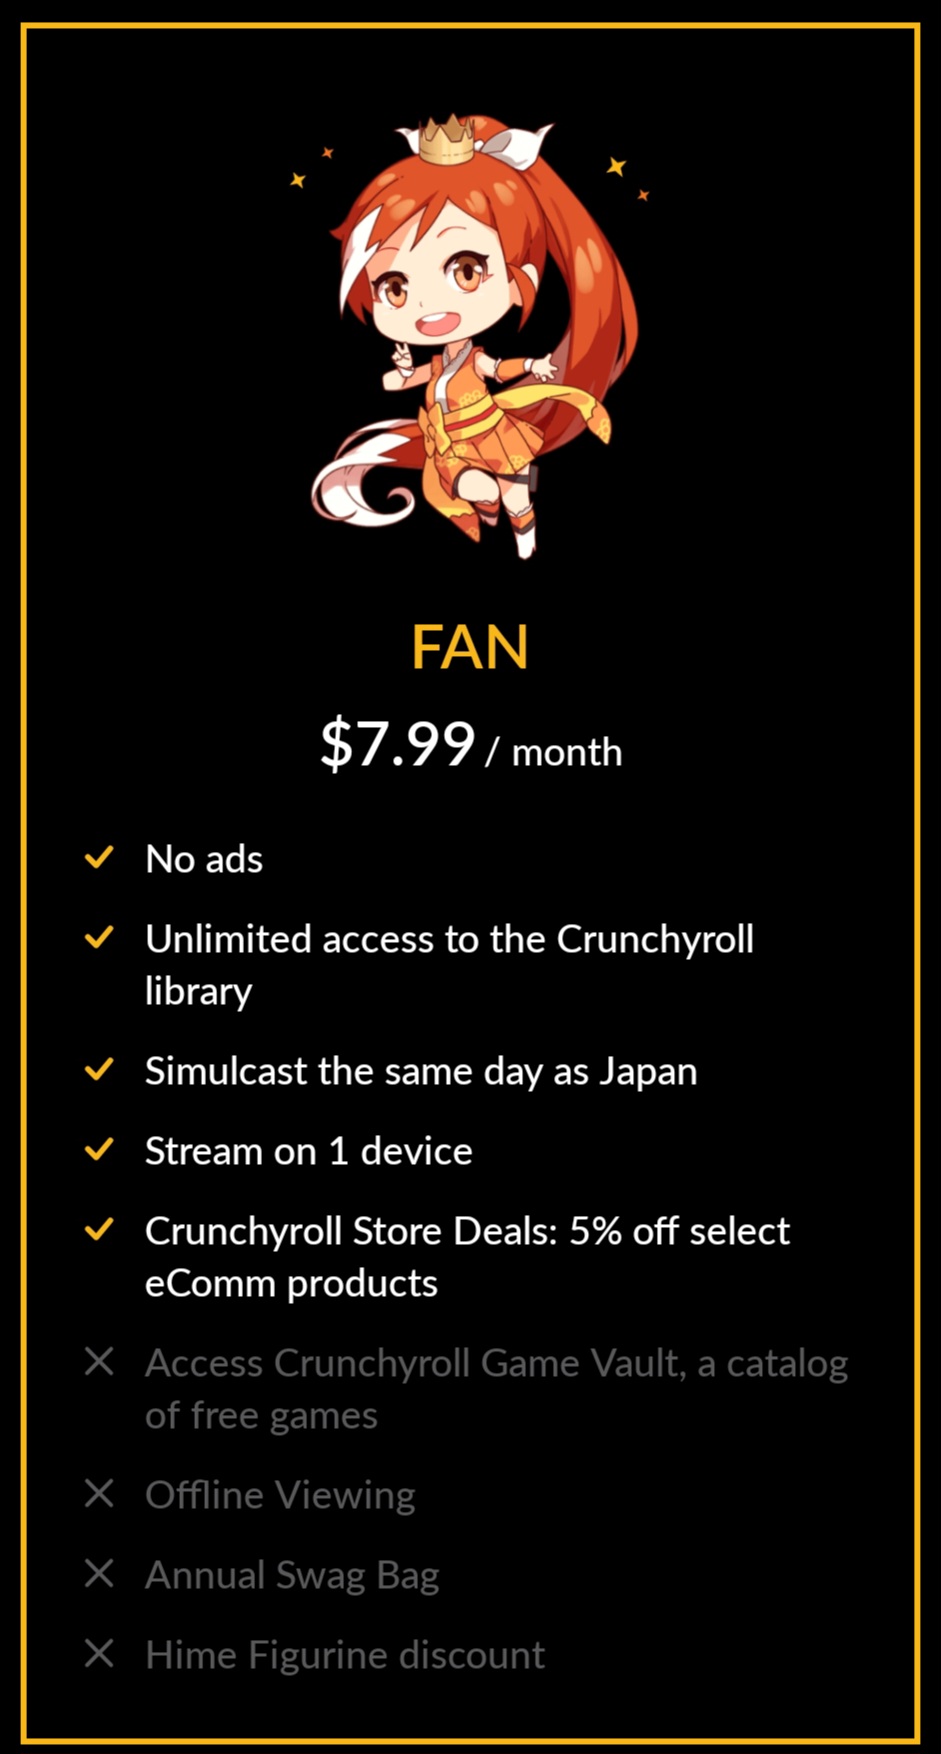 FAN
$7.99 / month
No ads
Unlimited access to the Crunchyroll
library
Simulcast the same day as Japan
Stream on 1 device
Crunchyroll Store Deals: 5% off select
eComm products
Access Crunchyroll Game Vault, a catalog
of free games
Offline Viewing
Annual Swag Bag
Hime Figurine discount